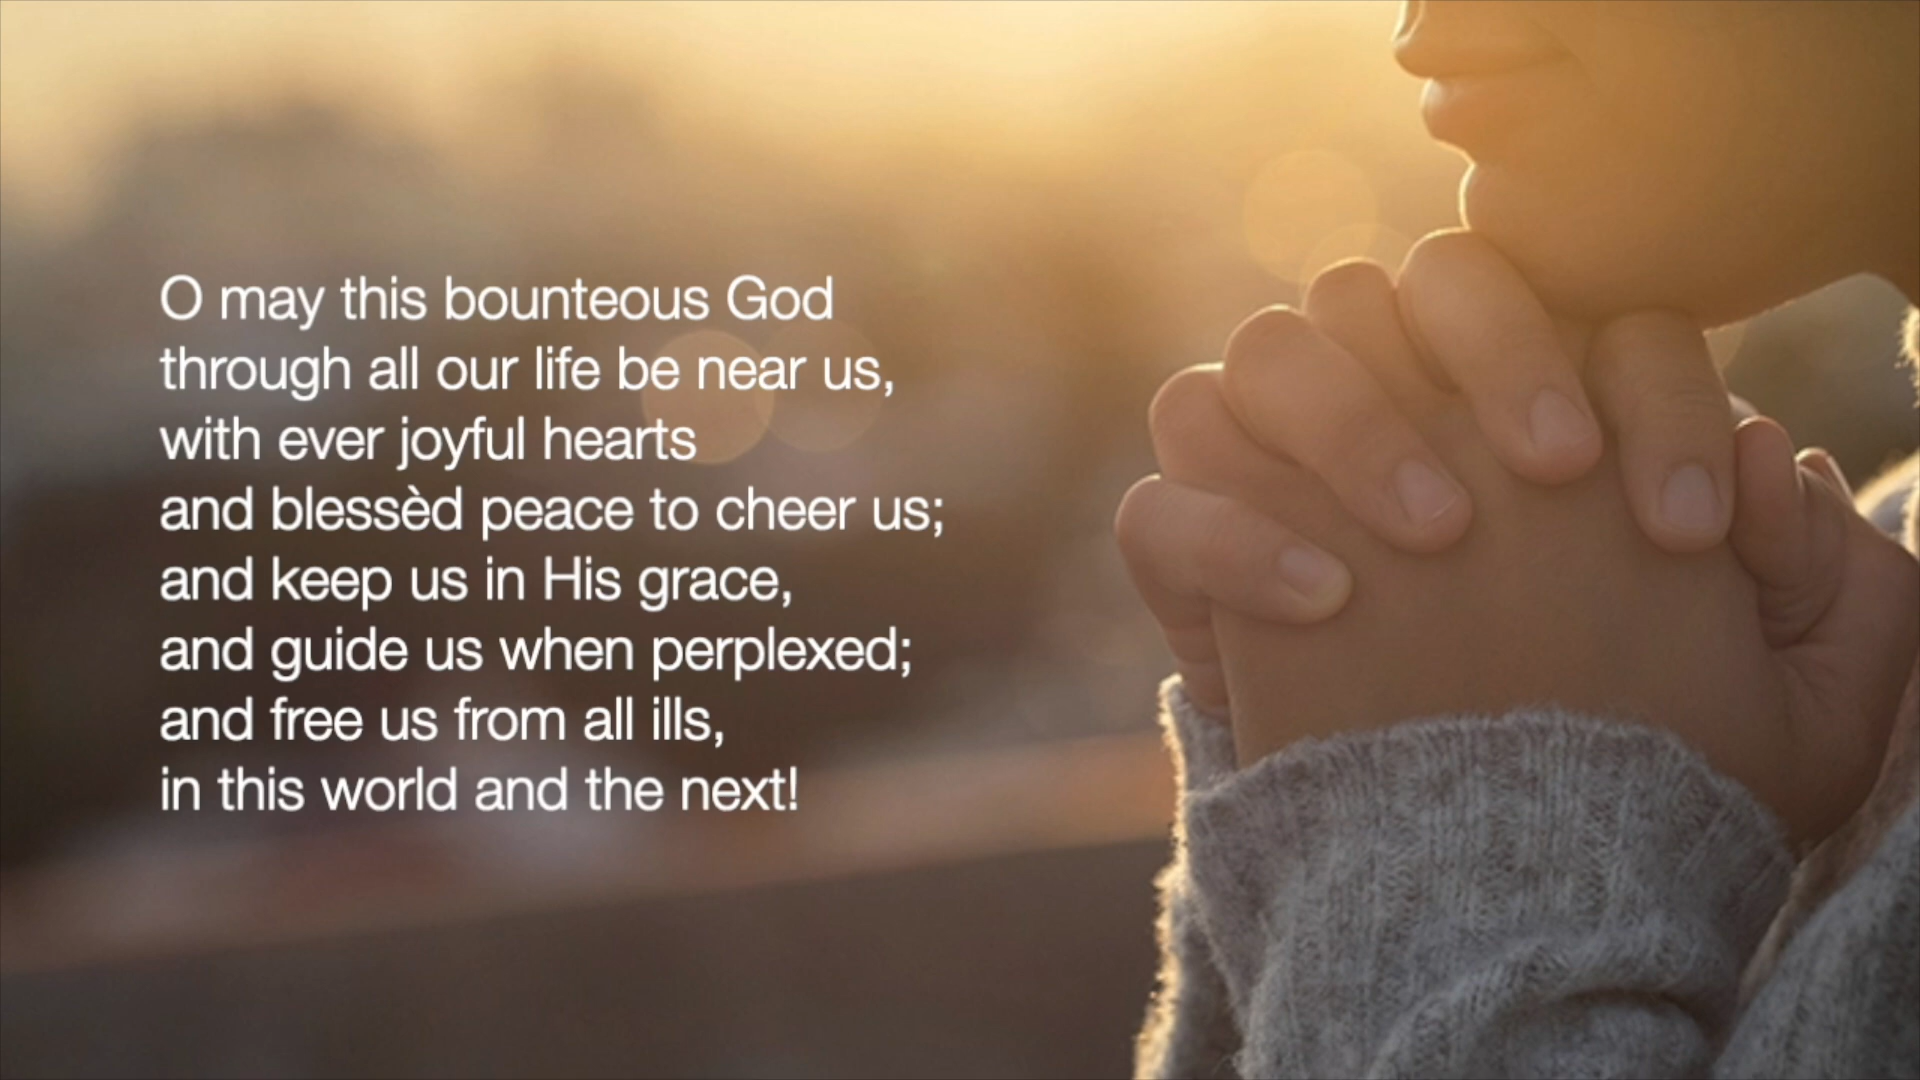 O may this bounteous God
through all our life be near us,
with ever joyful hearts
and blessèd peace to cheer us;
and keep us in His grace,
and guide us when perplexed;
and free us from all ills,
in this world and the next!